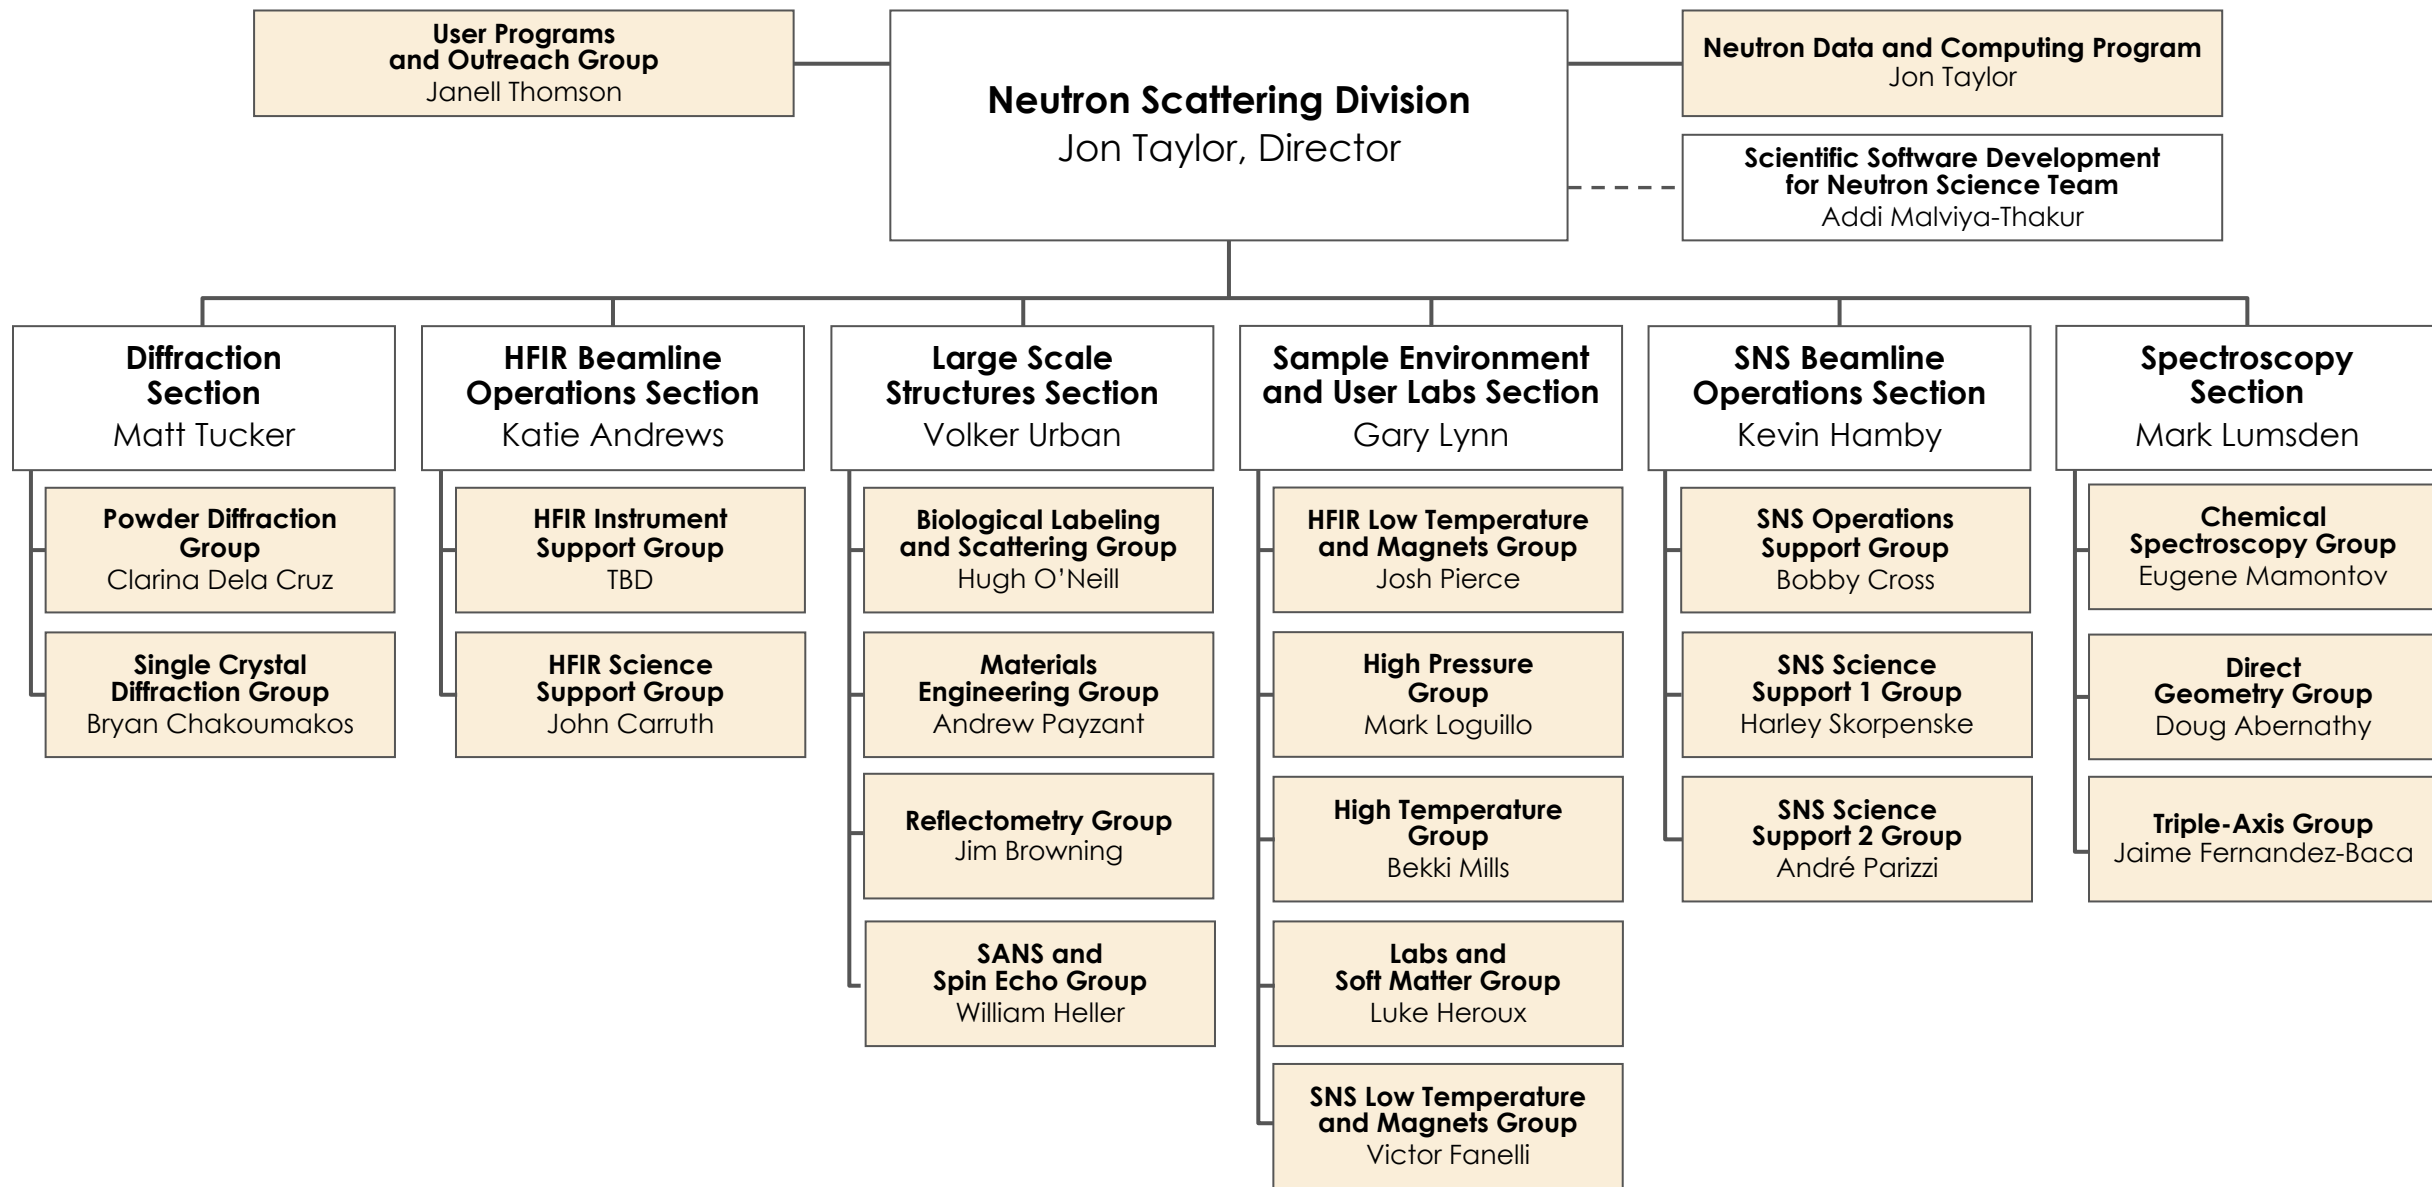 User Programs
and Outreach Group
Janell Thomson
Neutron Scattering Division
Jon Taylor, Director
Neutron Data and Computing Program
Jon Taylor
Scientific Software Development
for Neutron Science Team
Addi Malviya-Thakur
Diffraction
Section
Matt Tucker
Powder Diffraction
Group
Clarina Dela Cruz
Single Crystal
Diffraction Group
Bryan Chakoumakos
HFIR Beamline
Operations Section
Katie Andrews
HFIR Instrument
Support Group
TBD
HFIR Science
Support Group
John Carruth
Large Scale
Structures Section
Volker Urban
Biological Labeling
and Scattering Group
Hugh O’Neill
Materials
Engineering Group
Andrew Payzant
Reflectometry Group
Jim Browning
SANS and
Spin Echo Group
William Heller
Sample Environment
and User Labs Section
Gary Lynn
HFIR Low Temperature
and Magnets Group
Josh Pierce
High Pressure
Group
Mark Loguillo
High Temperature
Group
Bekki Mills
Labs and
Soft Matter Group
Luke Heroux
SNS Low Temperature
and Magnets Group
Victor Fanelli
SNS Beamline
Operations Section
Kevin Hamby
SNS Operations
Support Group
Bobby Cross
SNS Science
Support 1 Group
Harley Skorpenske
SNS Science
Support 2 Group
André Parizzi
Spectroscopy
Section
Mark Lumsden
Chemical
Spectroscopy Group
Eugene Mamontov
Direct
Geometry Group
Doug Abernathy
Triple-Axis Group
Jaime Fernandez-Baca